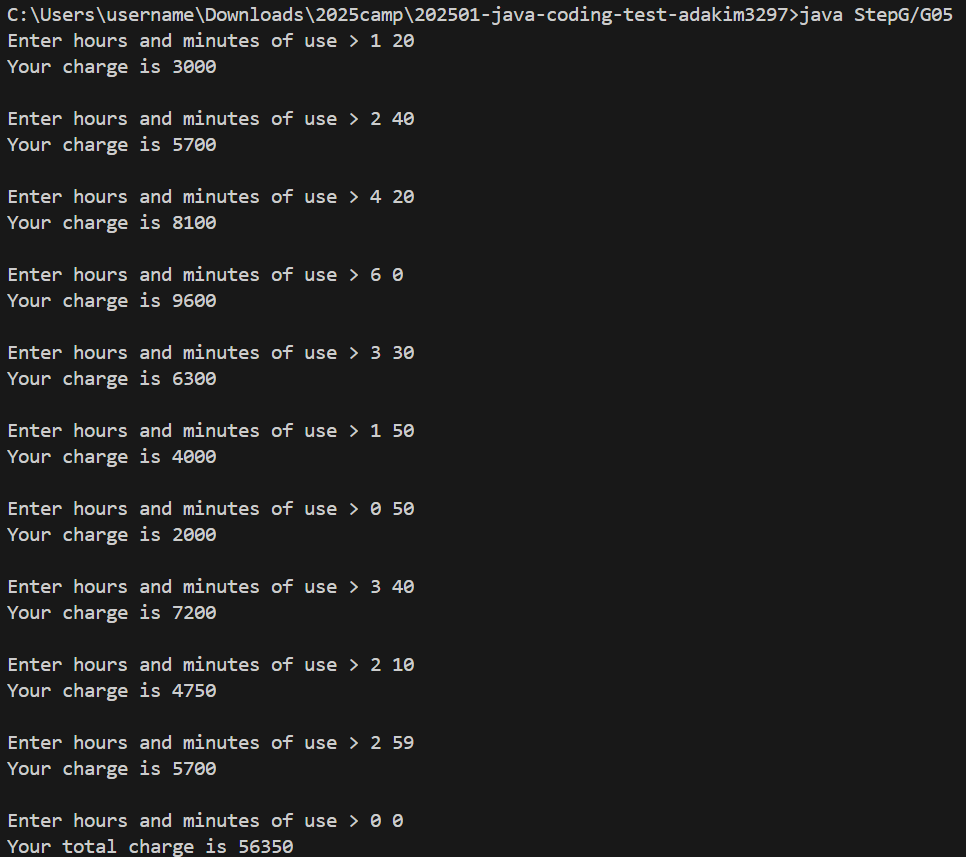 C:\Users\username\Downloads\2025camp\202501-java-coding-test-adakim3297>java StepG/G05
Enter hours and minutes of use > 1 20
Your charge is 3000
Enter hours and minutes of use > 2 40
Your charge is 5700
Enter hours and minutes of use > 4 20
Your charge is 8100
Enter hours and minutes of use > 6 0
Your charge is 9600
Enter hours and minutes of use > 3 30
Your charge is 6300
Enter hours and minutes of use > 1 50
Your charge is 4000
Enter hours and minutes of use > 0 50
Your charge is 2000
Enter hours and minutes of use > 3 40
Your charge is 7200
Enter hours and minutes of use > 2 10
Your charge is 4750
Enter hours and minutes of use > 2 59
Your charge is 5700
Enter hours and minutes of use > 0 0
Your total charge is 56350